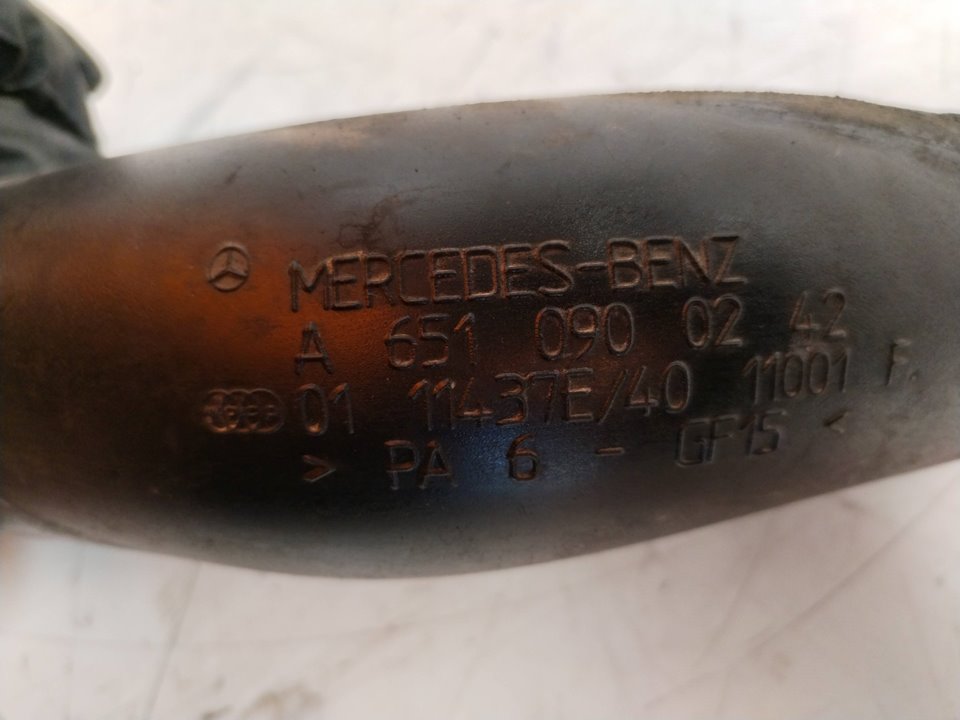 MERCEDES-BENZ
A 651 090 02 42
01 11437E/40 11001 F.
> PA 6 - GF15 <